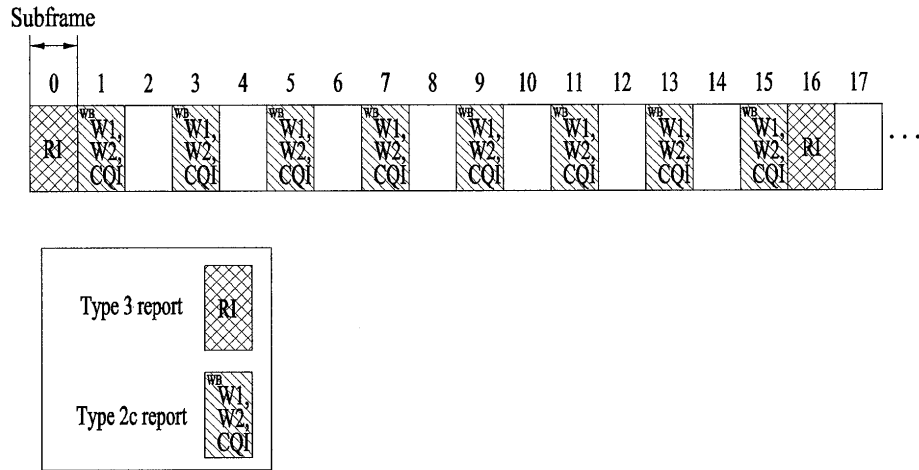 Subframe
0 1 2 3 4 5 6 7 8 9 10 11 12 13 14 15 16 17
RI
WB
W1,
W2,
CQI
WB
W1,
W2,
CQI
WB
W1,
W2,
CQI
WB
W1,
W2,
CQI
WB
W1,
W2,
CQI
WB
W1,
W2,
CQI
WB
W1,
W2,
CQI
WB
W1,
W2,
CQI
RI
...
Type 3 report
RI
Type 2c report
WB
W1,
W2,
CQI